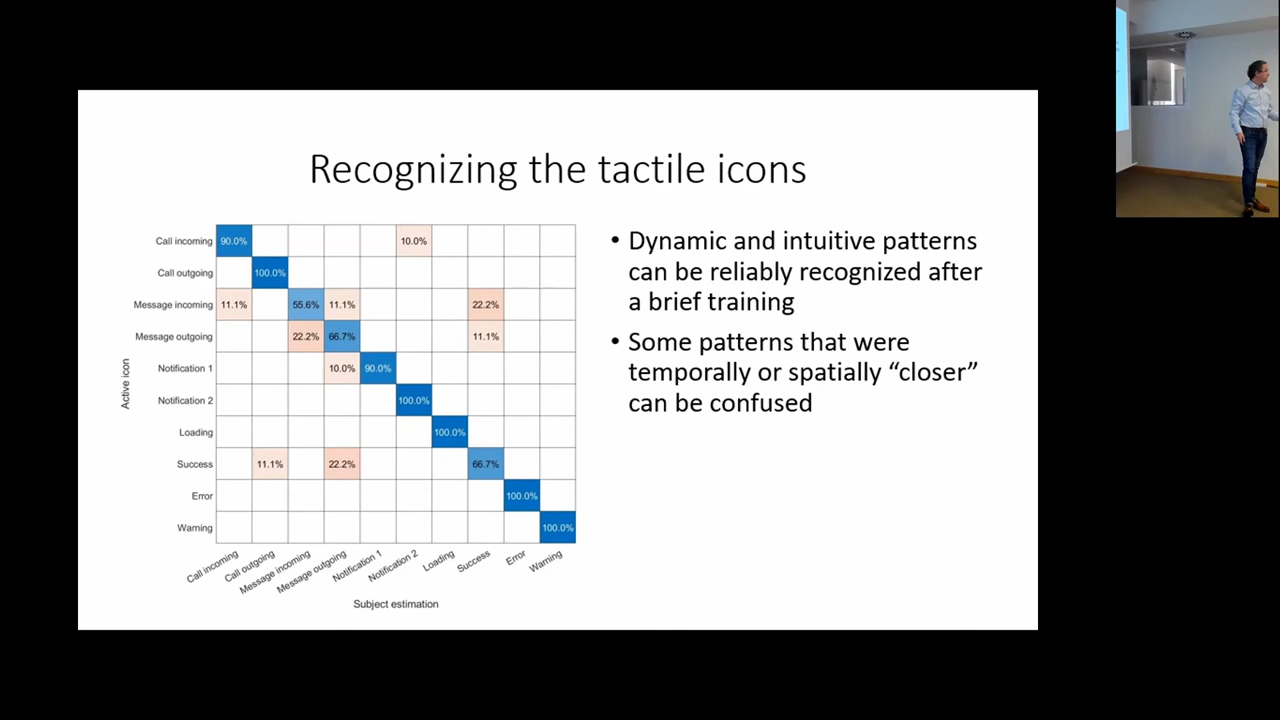 Recognizing the tactile icons
Call incoming 90.0% 10.0%
Call outgoing 100.0%
Message incoming 11.1% 55.6% 11.1% 22.2%
Message outgoing 22.2% 66.7% 11.1%
Notification 1 10.0% 90.0%
Notification 2 100.0%
Loading 100.0%
Success 11.1% 22.2% 66.7%
Error 100.0%
Warning 100.0%
Active icon
Call incoming Call outgoing Message incoming Message outgoing Notification 1 Notification 2 Loading Success Error Warning
Subject estimation
• Dynamic and intuitive patterns
can be reliably recognized after
a brief training
• Some patterns that were
temporally or spatially “closer”
can be confused